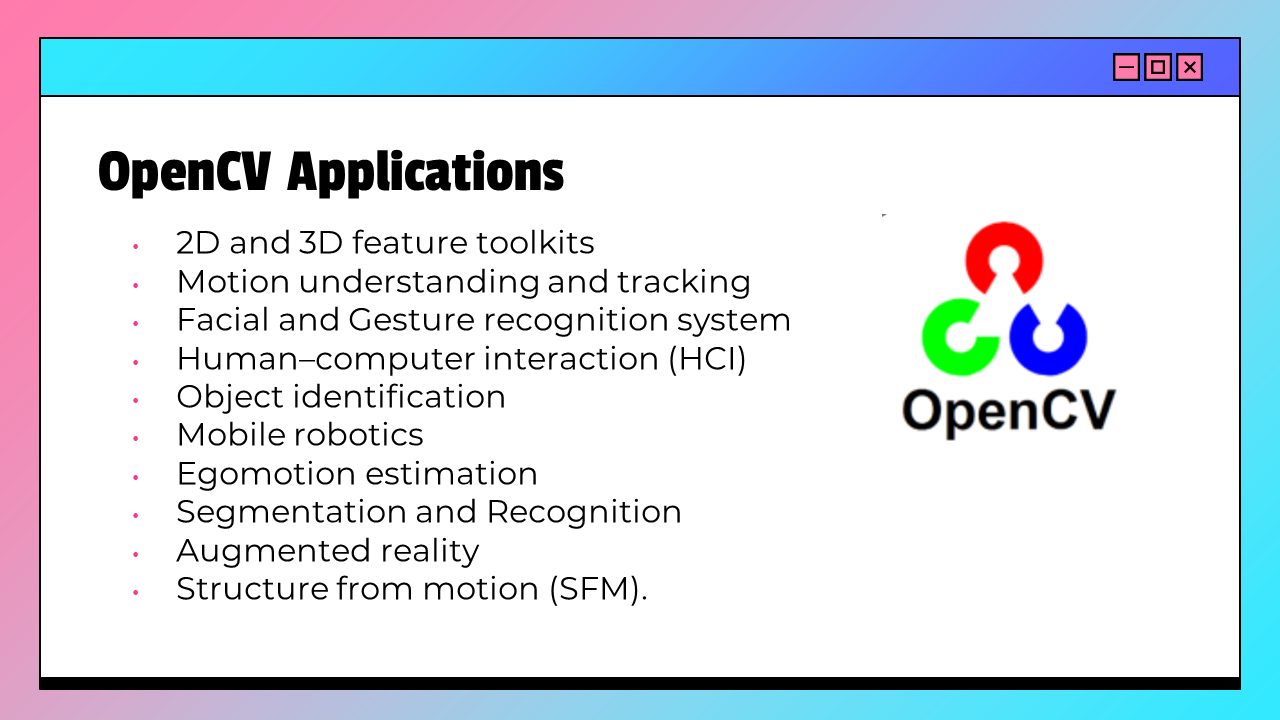 OpenCV Applications
• 2D and 3D feature toolkits
• Motion understanding and tracking
• Facial and Gesture recognition system
• Human–computer interaction (HCI)
• Object identification
• Mobile robotics
• Egomotion estimation
• Segmentation and Recognition
• Augmented reality
• Structure from motion (SFM).
OpenCV